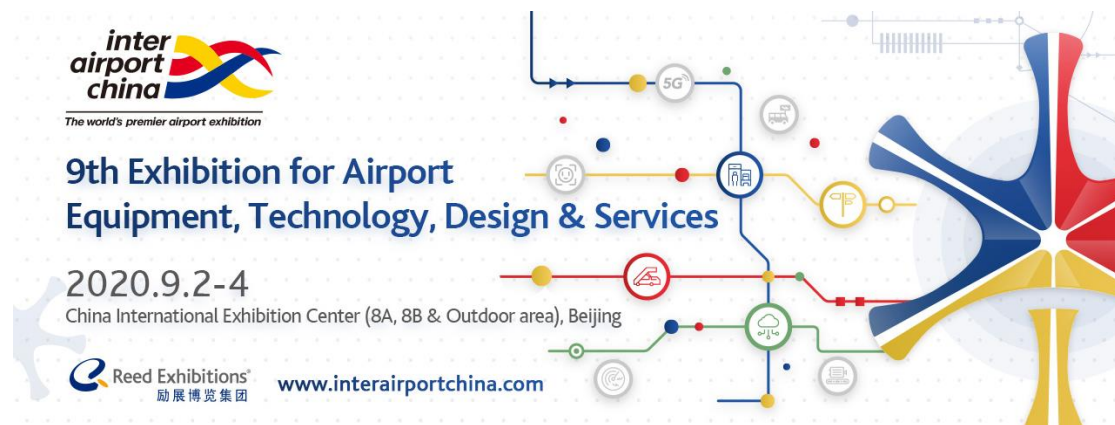 inter
airport
china
The world's premier airport exhibition
9th Exhibition for Airport
Equipment, Technology, Design & Services
2020.9.2-4
China International Exhibition Center (8A, 8B & Outdoor area), Beijing
Reed Exhibitions®
励展博览集团
www.interairportchina.com
5G